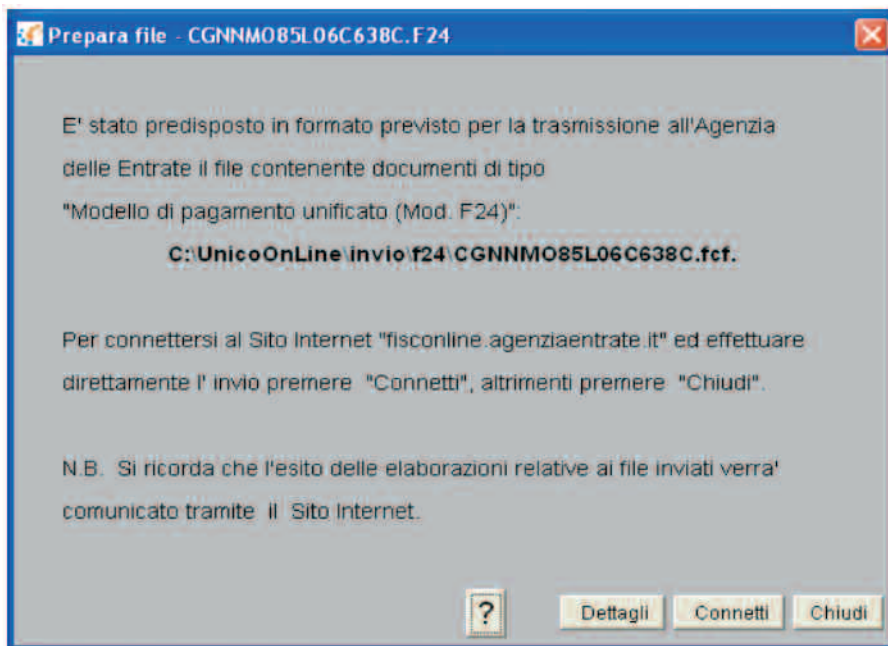 Prepara file - CGNNMO85L06C638C.F24
E' stato predisposto in formato previsto per la trasmissione all'Agenzia
delle Entrate il file contenente documenti di tipo
"Modello di pagamento unificato (Mod. F24)":
C:\UnicoOnLine\invio\f24\CGNNMO85L06C638C.fcf.
Per connettersi al Sito Internet "fisconline.agenziaentrate.it" ed effettuare
direttamente l' invio premere "Connetti", altrimenti premere "Chiudi".
N.B. Si ricorda che l'esito delle elaborazioni relative ai file inviati verra'
comunicato tramite il Sito Internet.
? Dettagli Connetti Chiudi